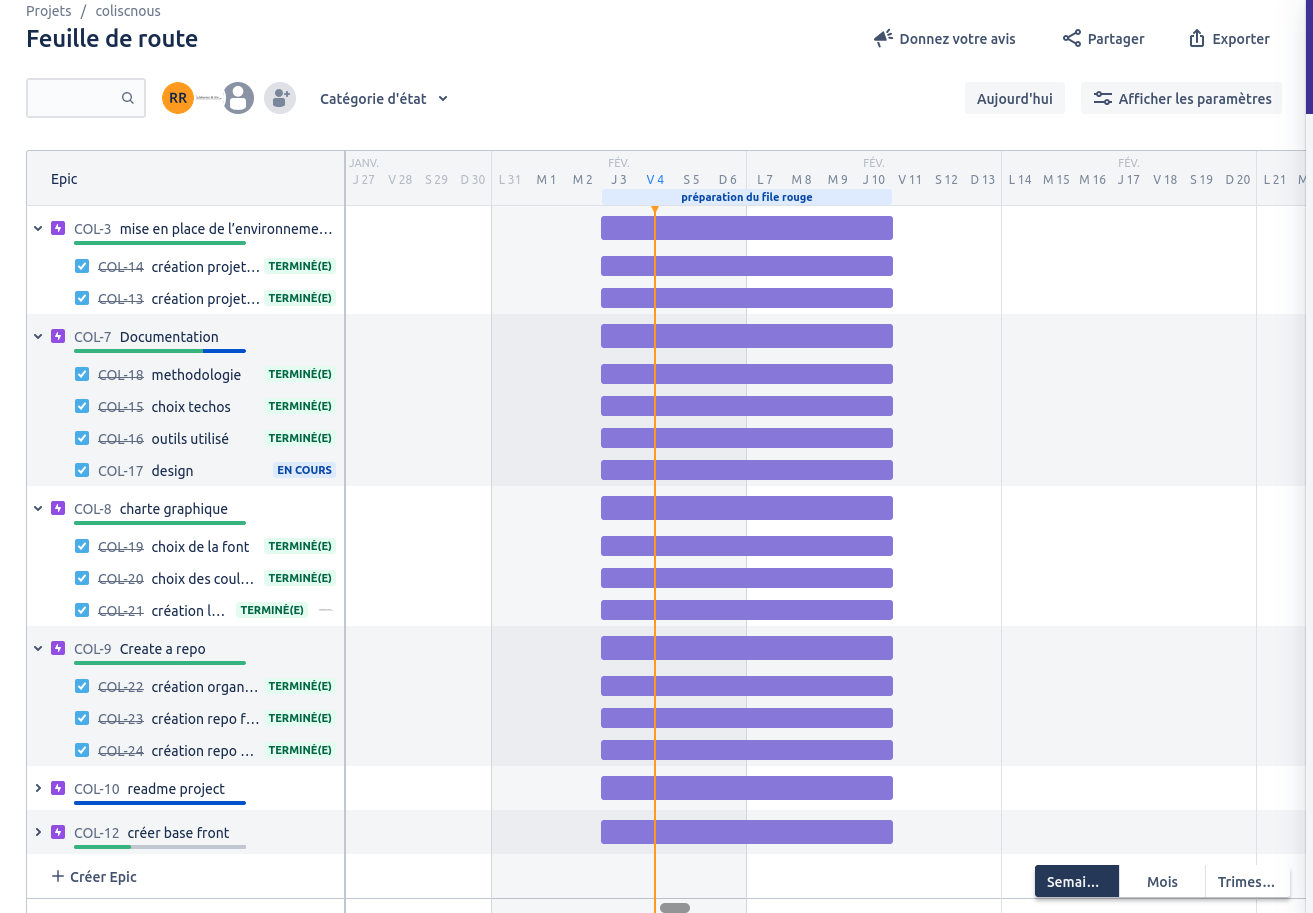 Projets / coliscnous
Feuille de route
Donnez votre avis
Partager
Exporter
RR
Catégorie d'état
Aujourd'hui
Afficher les paramètres
Epic
JANV. FÉV. FÉV. FÉV.
J 27 V 28 S 29 D 30 L 31 M 1 M 2 J 3 V 4 S 5 D 6 L 7 M 8 M 9 J 10 V 11 S 12 D 13 L 14 M 15 M 16 J 17 V 18 S 19 D 20 L 21 M
préparation du file rouge
COL-3 mise en place de l'environneme…
COL-14 création projet… TERMINÉ(E)
COL-13 création projet… TERMINÉ(E)
COL-7 Documentation
COL-18 methodologie TERMINÉ(E)
COL-15 choix techos TERMINÉ(E)
COL-16 outils utilisé TERMINÉ(E)
COL-17 design EN COURS
COL-8 charte graphique
COL-19 choix de la font TERMINÉ(E)
COL-20 choix des coul… TERMINÉ(E)
COL-21 création l… TERMINÉ(E)
COL-9 Create a repo
COL-22 création organ… TERMINÉ(E)
COL-23 création repo f… TERMINÉ(E)
COL-24 création repo … TERMINÉ(E)
COL-10 readme project
COL-12 créer base front
+ Créer Epic
Semai… Mois Trimes…